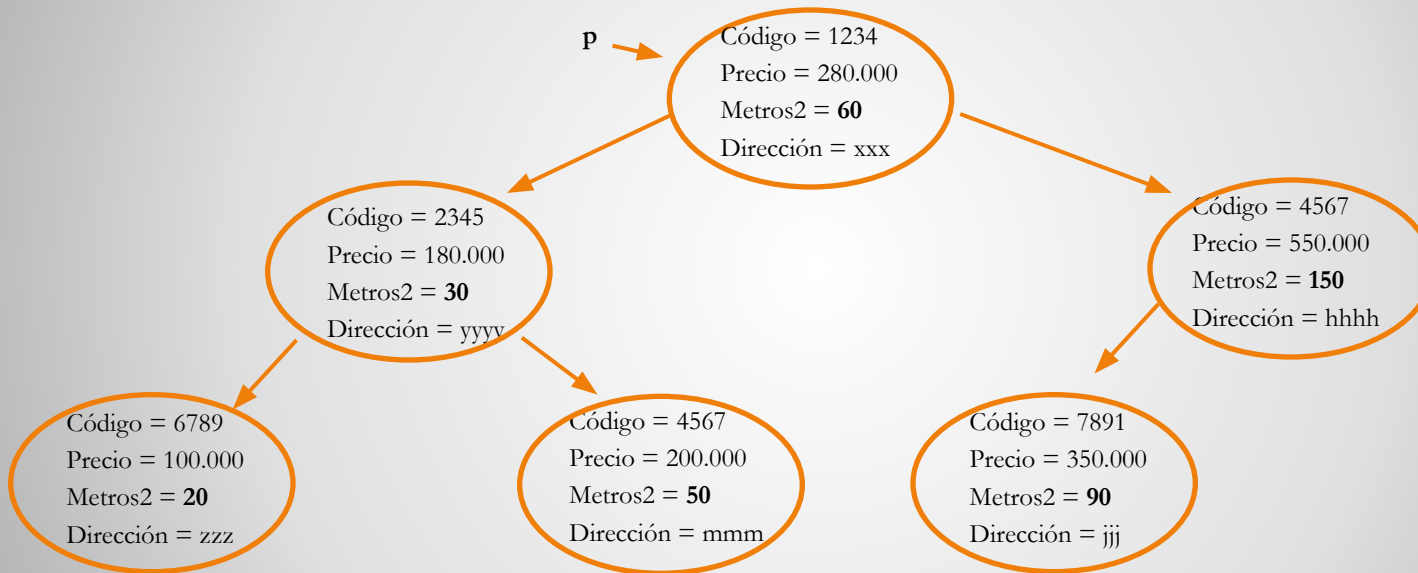 p
Código = 1234
Precio = 280.000
Metros2 = 60
Dirección = xxx
Código = 2345
Precio = 180.000
Metros2 = 30
Dirección = yyyy
Código = 4567
Precio = 550.000
Metros2 = 150
Dirección = hhhh
Código = 6789
Precio = 100.000
Metros2 = 20
Dirección = zzz
Código = 4567
Precio = 200.000
Metros2 = 50
Dirección = mmm
Código = 7891
Precio = 350.000
Metros2 = 90
Dirección = jjj